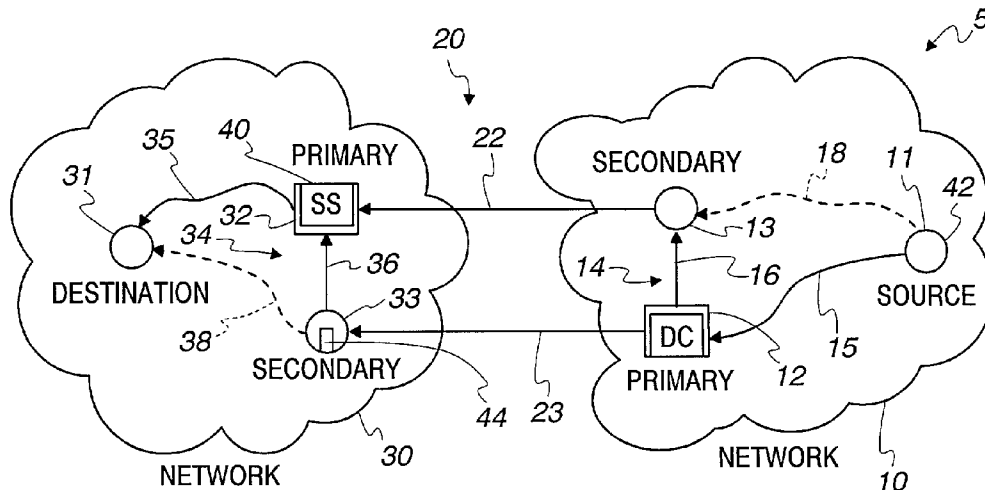 5
20
40
PRIMARY
22
SECONDARY
18
11
42
35
31
SS
32
13
34
36
14
16
DESTINATION
33
SOURCE
DC
15
38
SECONDARY
44
23
PRIMARY
12
30
NETWORK
NETWORK
10